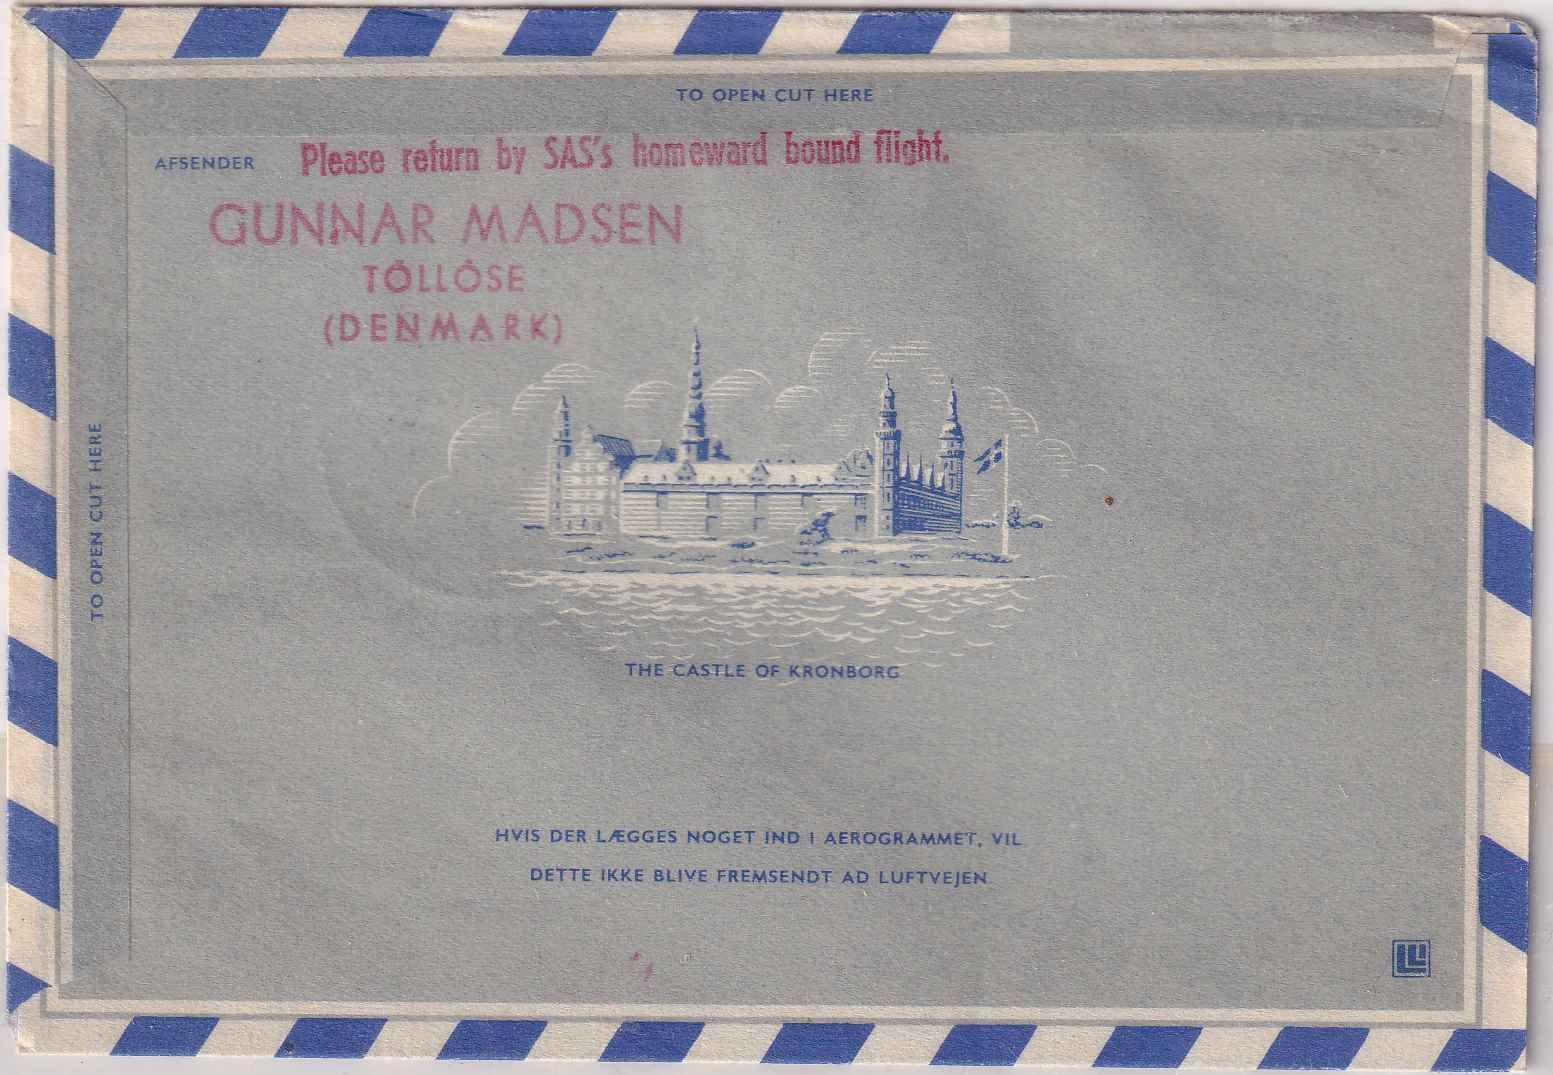 TO OPEN CUT HERE
AFSENDER
Please return by SAS's homeward bound flight.
GUNNAR MADSEN
TÖLLÖSE
(DENMARK)
TO OPEN CUT HERE
THE CASTLE OF KRONBORG
HVIS DER LÆGGES NOGET IND I AEROGRAMMET, VIL
DETTE IKKE BLIVE FREMSENDT AD LUFTVEJEN